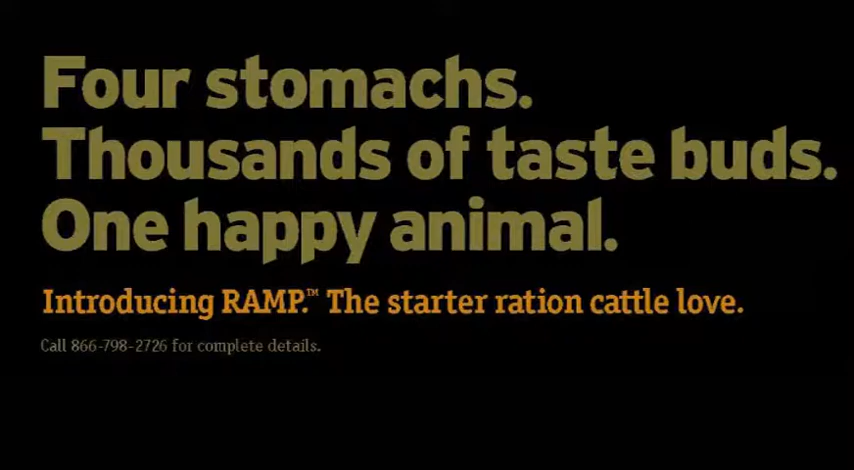 Four stomachs.
Thousands of taste buds.
One happy animal.
Introducing RAMP.™ The starter ration cattle love.
Call 866-798-2726 for complete details.